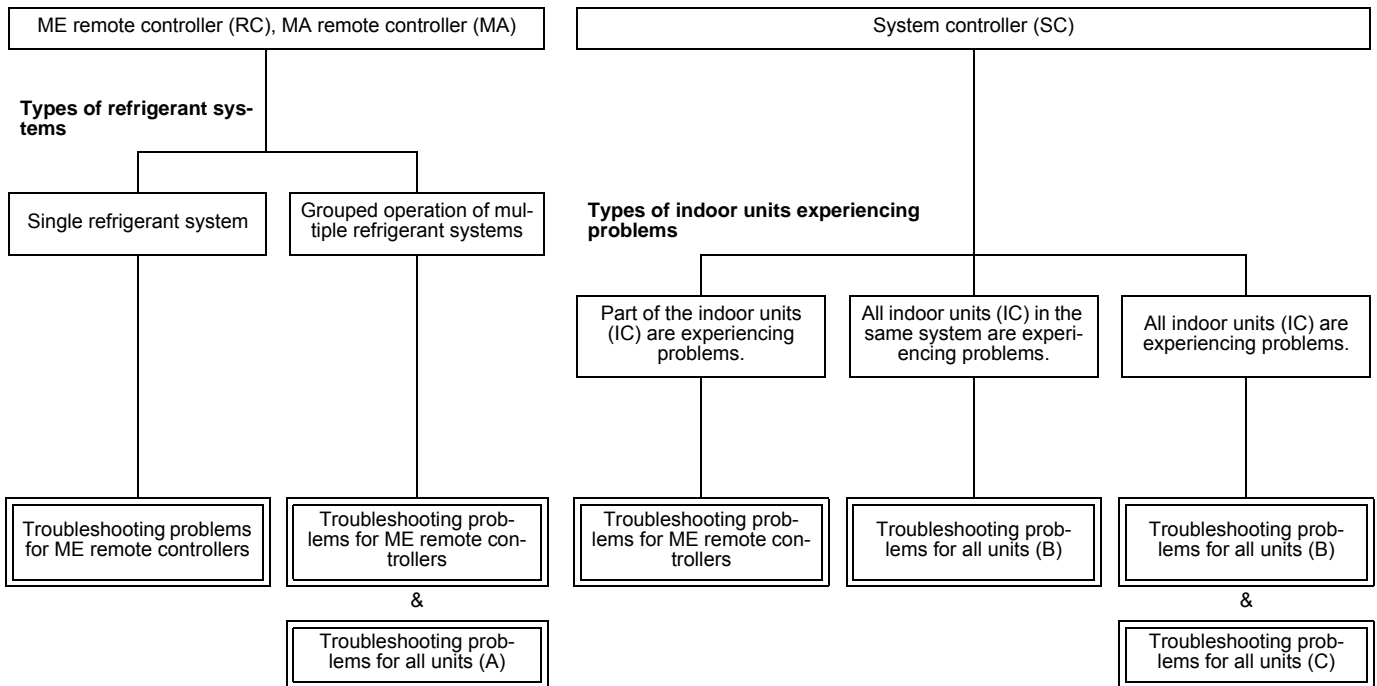 ME remote controller (RC), MA remote controller (MA)
System controller (SC)
Types of refrigerant sys-
tems
Single refrigerant system
Grouped operation of mul-
tiple refrigerant systems
Types of indoor units experiencing
problems
Part of the indoor units
(IC) are experiencing
problems.
All indoor units (IC) in the
same system are experi-
encing problems.
All indoor units (IC) are
experiencing problems.
Troubleshooting problems
for ME remote controllers
Troubleshooting prob-
lems for ME remote con-
trollers
&
Troubleshooting prob-
lems for all units (A)
Troubleshooting prob-
lems for ME remote con-
trollers
Troubleshooting prob-
lems for all units (B)
Troubleshooting prob-
lems for all units (B)
&
Troubleshooting prob-
lems for all units (C)